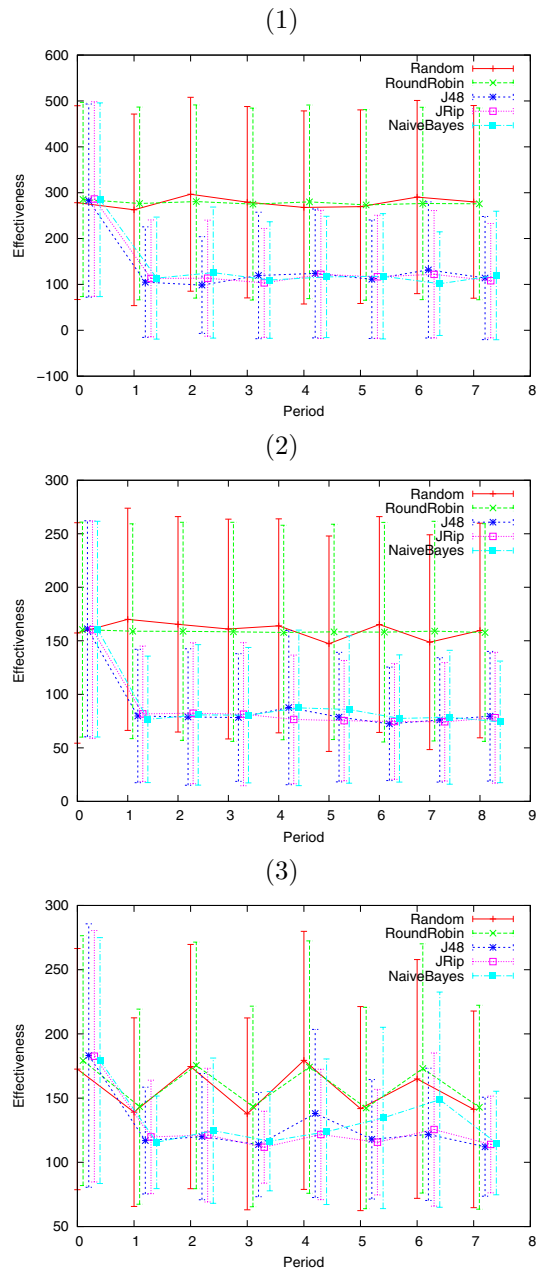 (1)
600
500
400
300
200
100
0
−100
Effectiveness
Random
RoundRobin
J48
JRip
NaiveBayes
0 1 2 3 4 5 6 7 8
Period
(2)
300
250
200
150
100
50
0
Effectiveness
Random
RoundRobin
J48
JRip
NaiveBayes
0 1 2 3 4 5 6 7 8 9
Period
(3)
300
250
200
150
100
50
Effectiveness
Random
RoundRobin
J48
JRip
NaiveBayes
0 1 2 3 4 5 6 7 8
Period